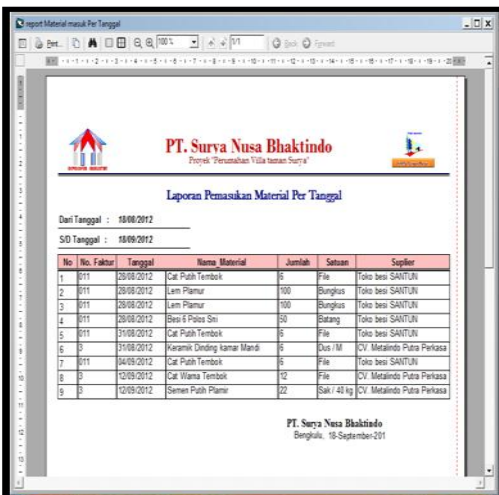 report Material masuk Per Tanggal
100 %
1/1
Back Forward
PT. Surva Nusa Bhaktindo
Proyek "Perumahan Villa taman Surya"
Laporan Pemasukan Material Per Tanggal
Dari Tanggal : 18/08/2012
S/D Tanggal : 18/09/2012
No No. Faktur Tanggal Nama_Material Jumlah Satuan Suplier
1 011 28/08/2012 Cat Putih Tembok 6 File Toko besi SANTUN
2 011 28/08/2012 Lem Plamur 100 Bungkus Toko besi SANTUN
3 011 28/08/2012 Lem Plamur 100 Bungkus Toko besi SANTUN
4 011 28/08/2012 Besi 6 Polos Sni 50 Batang Toko besi SANTUN
5 011 31/08/2012 Cat Putih Tembok 6 File Toko besi SANTUN
6 3 31/08/2012 Keramik Dinding kamar Mandi 6 Dus / M CV. Metalindo Putra Perkasa
7 011 04/09/2012 Cat Putih Tembok 6 File Toko besi SANTUN
8 3 12/09/2012 Cat Warna Tembok 12 File CV. Metalindo Putra Perkasa
9 3 12/09/2012 Semen Putih Plamir 22 Sak / 40 kg CV. Metalindo Putra Perkasa
PT. Surya Nusa Bhaktindo
Bengkulu, 18-September-201